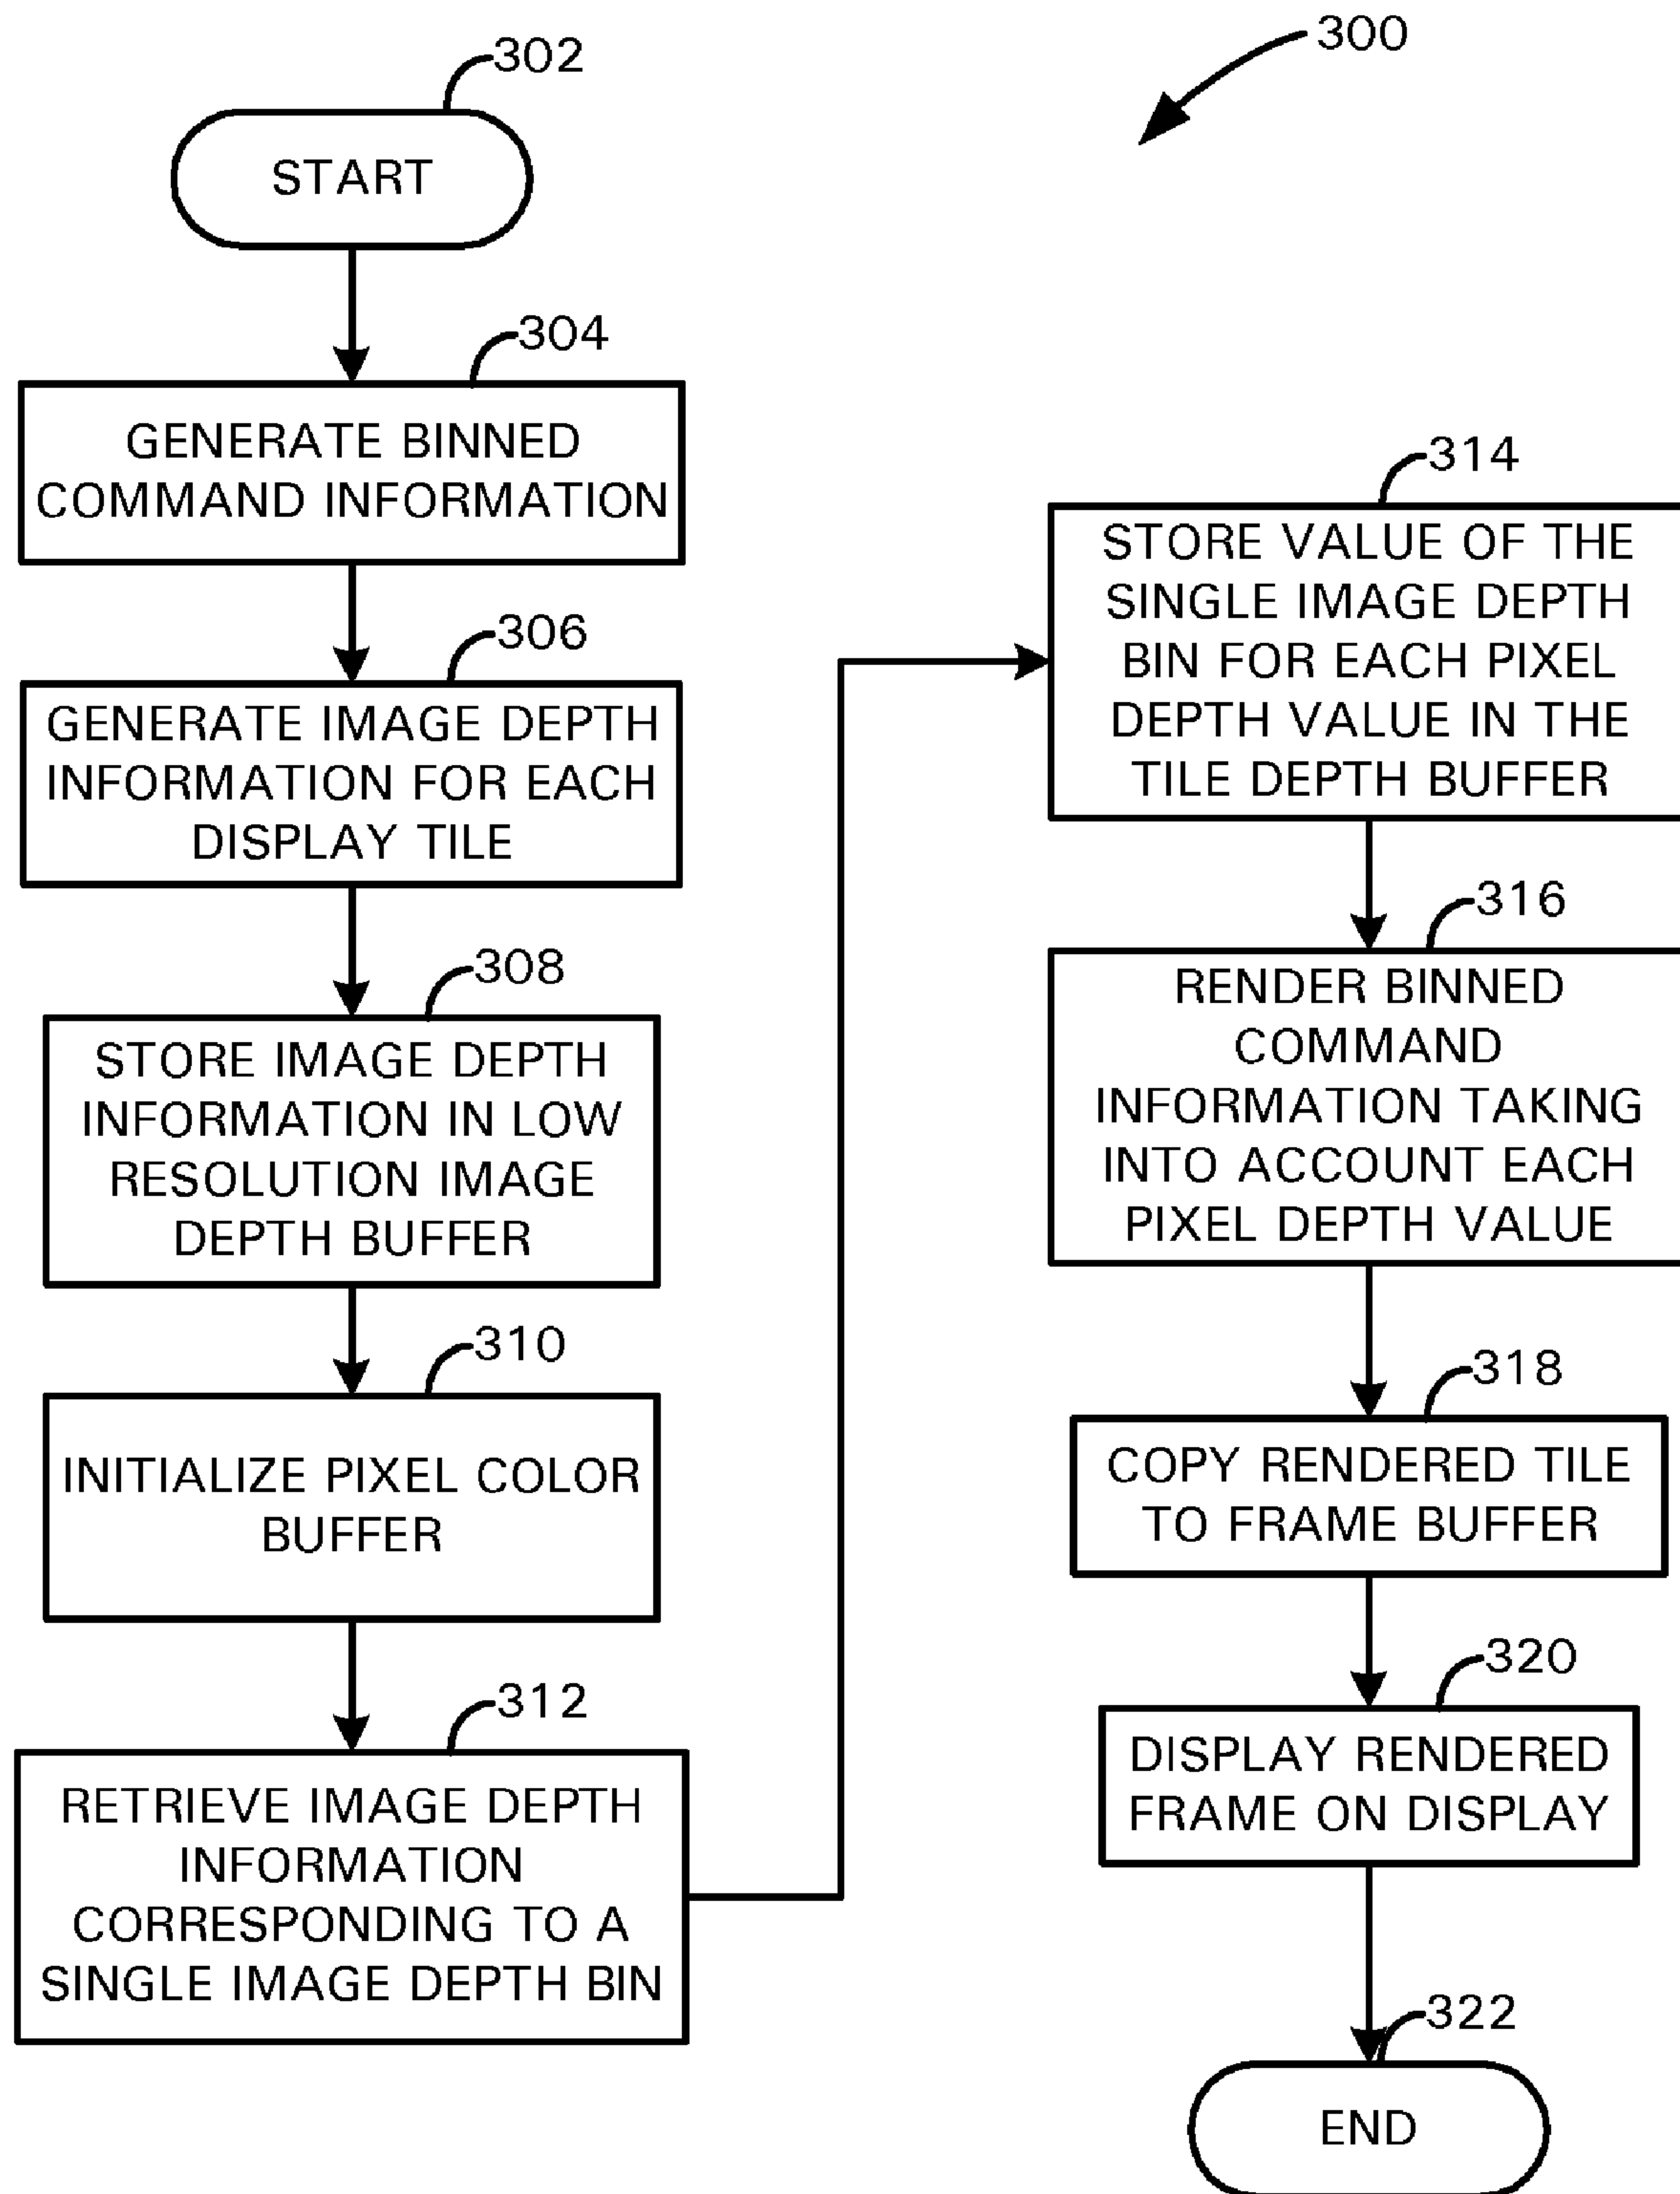 300
302
START
304
GENERATE BINNED
COMMAND INFORMATION
306
GENERATE IMAGE DEPTH
INFORMATION FOR EACH
DISPLAY TILE
308
STORE IMAGE DEPTH
INFORMATION IN LOW
RESOLUTION IMAGE
DEPTH BUFFER
310
INITIALIZE PIXEL COLOR
BUFFER
312
RETRIEVE IMAGE DEPTH
INFORMATION
CORRESPONDING TO A
SINGLE IMAGE DEPTH BIN
314
STORE VALUE OF THE
SINGLE IMAGE DEPTH
BIN FOR EACH PIXEL
DEPTH VALUE IN THE
TILE DEPTH BUFFER
316
RENDER BINNED
COMMAND
INFORMATION TAKING
INTO ACCOUNT EACH
PIXEL DEPTH VALUE
318
COPY RENDERED TILE
TO FRAME BUFFER
320
DISPLAY RENDERED
FRAME ON DISPLAY
322
END